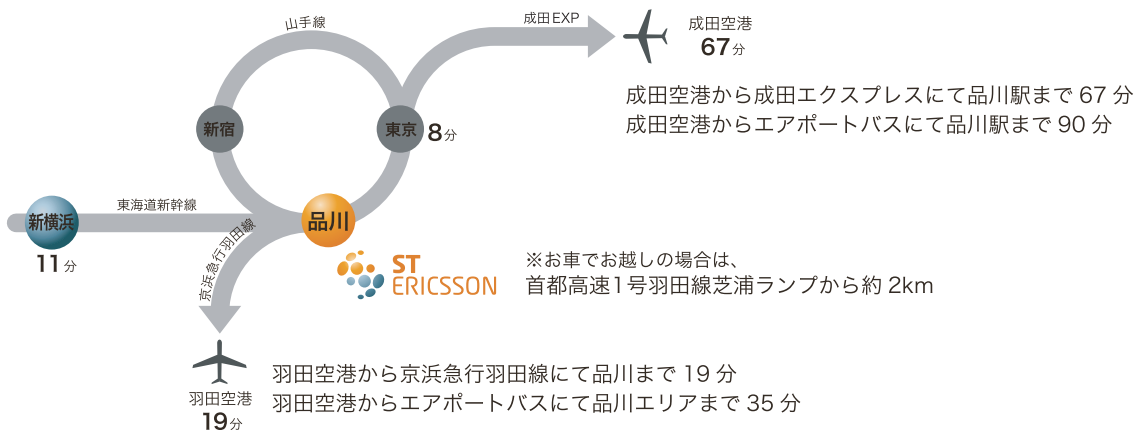 山手線
成田EXP
成田空港
67分
成田空港から成田エクスプレスにて品川駅まで 67 分
成田空港からエアポートバスにて品川駅まで 90 分
新宿
東京
8分
東海道新幹線
新横浜
11分
品川
京浜急行羽田線
ST
ERICSSON
※お車でお越しの場合は、
首都高速1号羽田線芝浦ランプから約 2km
羽田空港
19分
羽田空港から京浜急行羽田線にて品川まで 19 分
羽田空港からエアポートバスにて品川エリアまで 35 分